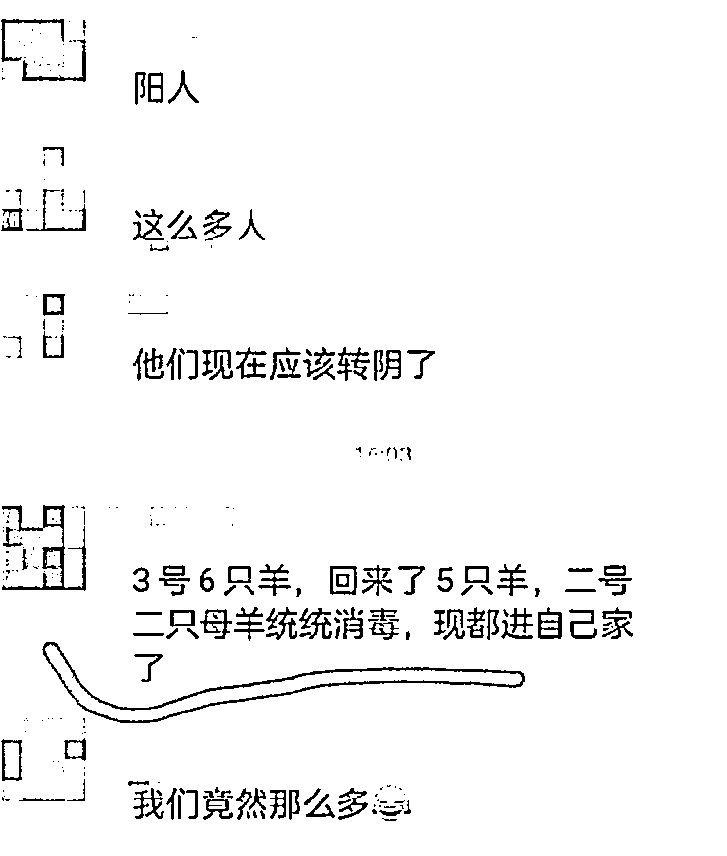 阳人
这么多人
他们现在应该转阴了
16:03
3号6只羊，回来了5只羊，二号
二只母羊统统消毒，现都进自己家
了
我们竟然那么多😂